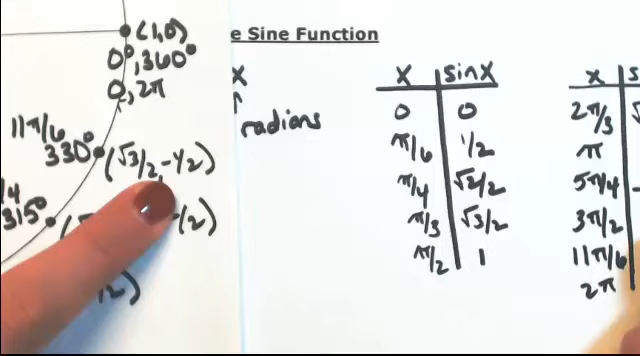 (1,0)
0°,360°
0, 2π
11π/6
330°
(√3/2, -1/2)
315°
e Sine Function
x
↑
radians
x | sin x
0 | 0
π/6 | 1/2
π/4 | √2/2
π/3 | √3/2
π/2 | 1
x | s
2π/3
π
5π/4
3π/2
11π/6
2π